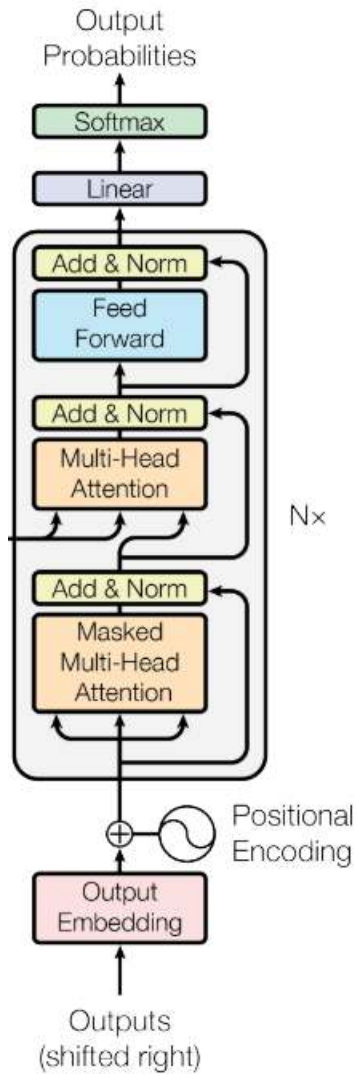 Output
Probabilities
Softmax
Linear
Add & Norm
Feed
Forward
Add & Norm
Multi-Head
Attention
N×
Add & Norm
Masked
Multi-Head
Attention
Positional
Encoding
Output
Embedding
Outputs
(shifted right)